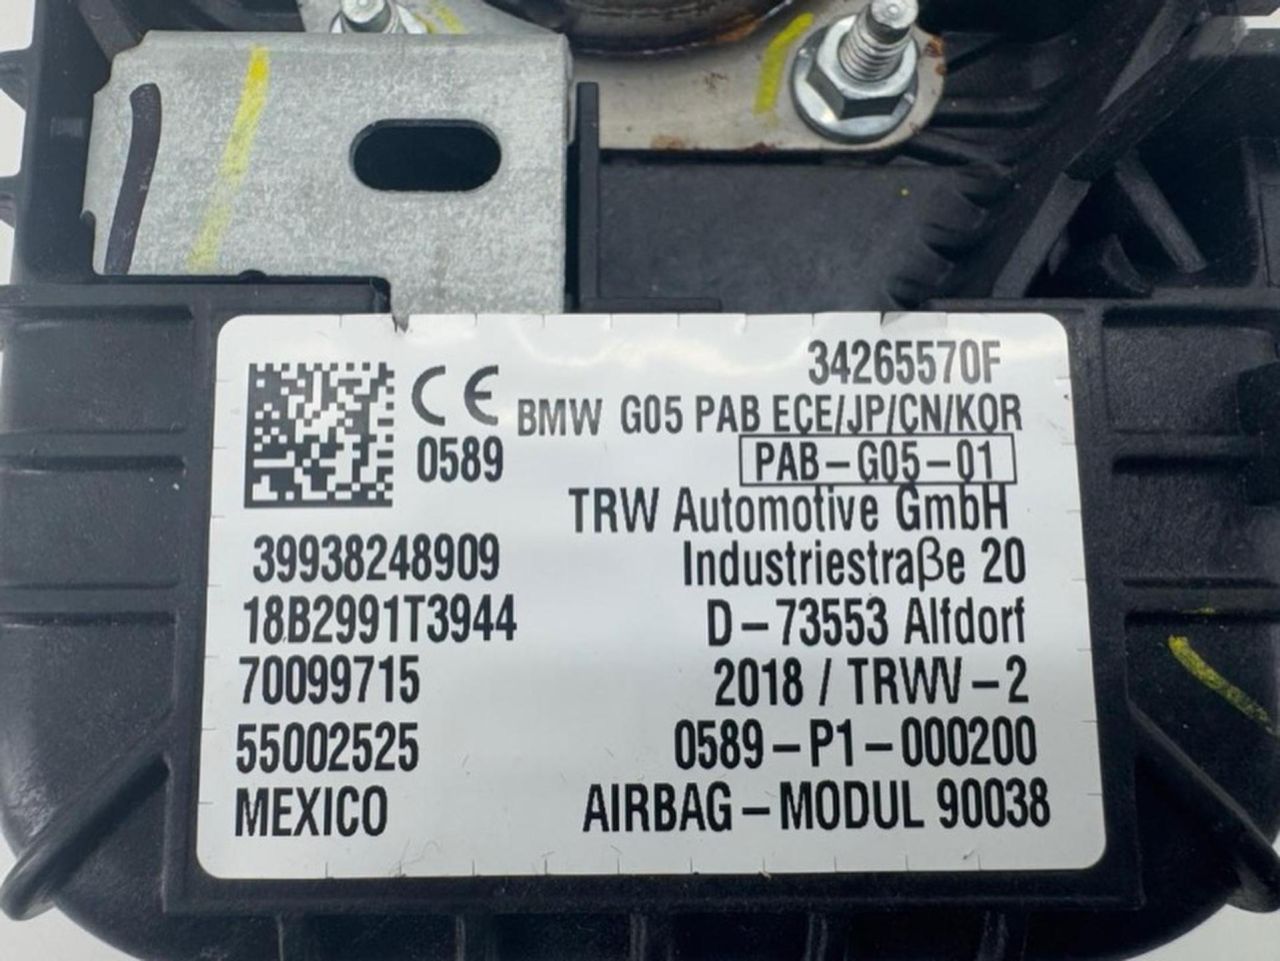 34265570F
CE BMW G05 PAB ECE/JP/CN/KOR
0589 PAB-G05-01
TRW Automotive GmbH
39938248909 Industriestraße 20
18B2991T3944 D-73553 Alfdorf
70099715 2018 / TRWV-2
55002525 0589-P1-000200
MEXICO AIRBAG-MODUL 90038